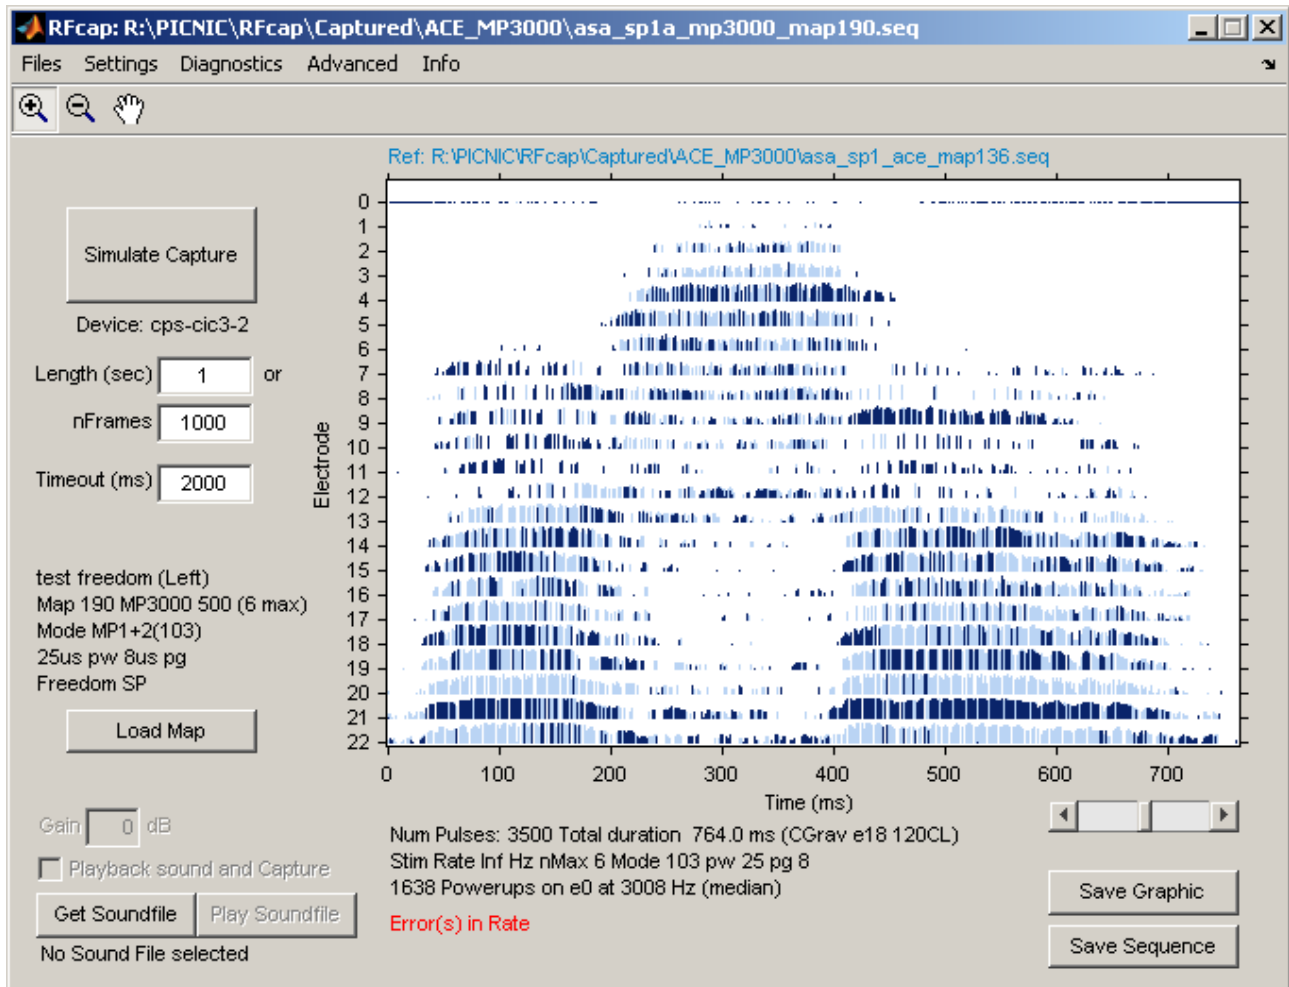 RFcap: R:\PICNIC\RFcap\Captured\ACE_MP3000\asa_sp1a_mp3000_map190.seq
Files Settings Diagnostics Advanced Info
Ref: R:\PICNIC\RFcap\Captured\ACE_MP3000\asa_sp1_ace_map136.seq
Simulate Capture
Device: cps-cic3-2
Length (sec) 1 or
nFrames 1000
Timeout (ms) 2000
test freedom (Left)
Map 190 MP3000 500 (6 max)
Mode MP1+2(103)
25us pw 8us pg
Freedom SP
Load Map
Gain 0 dB
Playback sound and Capture
Get Soundfile Play Soundfile
No Sound File selected
Electrode
0
1
2
3
4
5
6
7
8
9
10
11
12
13
14
15
16
17
18
19
20
21
22
0 100 200 300 400 500 600 700
Time (ms)
Num Pulses: 3500 Total duration 764.0 ms (CGrav e18 120CL)
Stim Rate Inf Hz nMax 6 Mode 103 pw 25 pg 8
1638 Powerups on e0 at 3008 Hz (median)
Error(s) in Rate
Save Graphic
Save Sequence